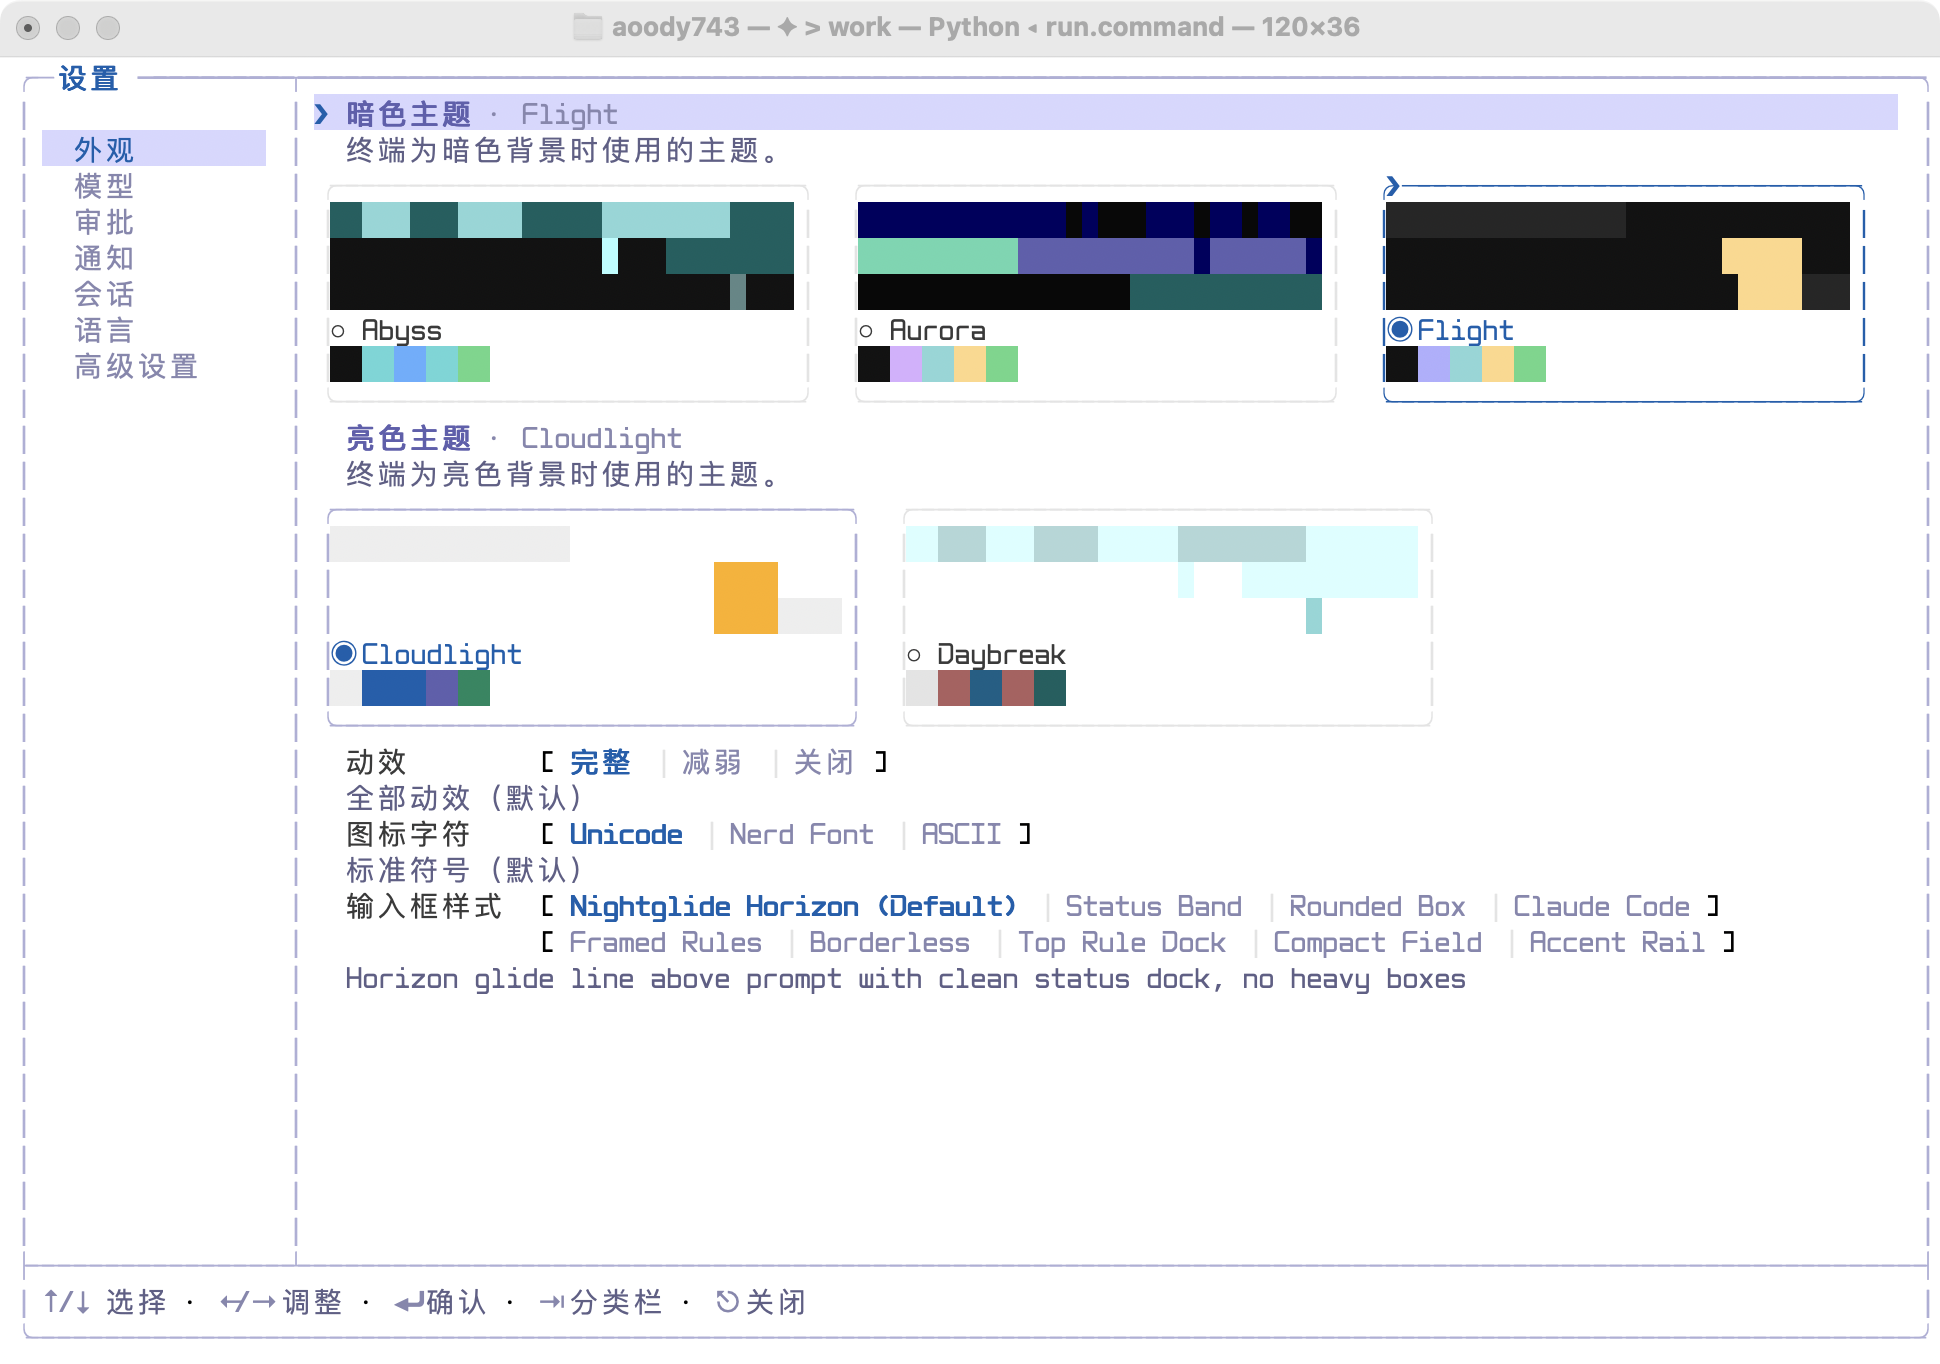 aoody743 — ✦ > work — Python ◂ run.command — 120×36
设置
外观
模型
审批
通知
会话
语言
高级设置
❯ 暗色主题 · Flight
终端为暗色背景时使用的主题。
○ Abyss
○ Aurora
◉ Flight
亮色主题 · Cloudlight
终端为亮色背景时使用的主题。
◉ Cloudlight
○ Daybreak
动效 [ 完整 | 减弱 | 关闭 ]
全部动效（默认）
图标字符 [ Unicode | Nerd Font | ASCII ]
标准符号（默认）
输入框样式 [ Nightglide Horizon (Default) | Status Band | Rounded Box | Claude Code ]
[ Framed Rules | Borderless | Top Rule Dock | Compact Field | Accent Rail ]
Horizon glide line above prompt with clean status dock, no heavy boxes
↑/↓ 选择 · ←/→ 调整 · ↵ 确认 · ⇥ 分类栏 · ⎋ 关闭